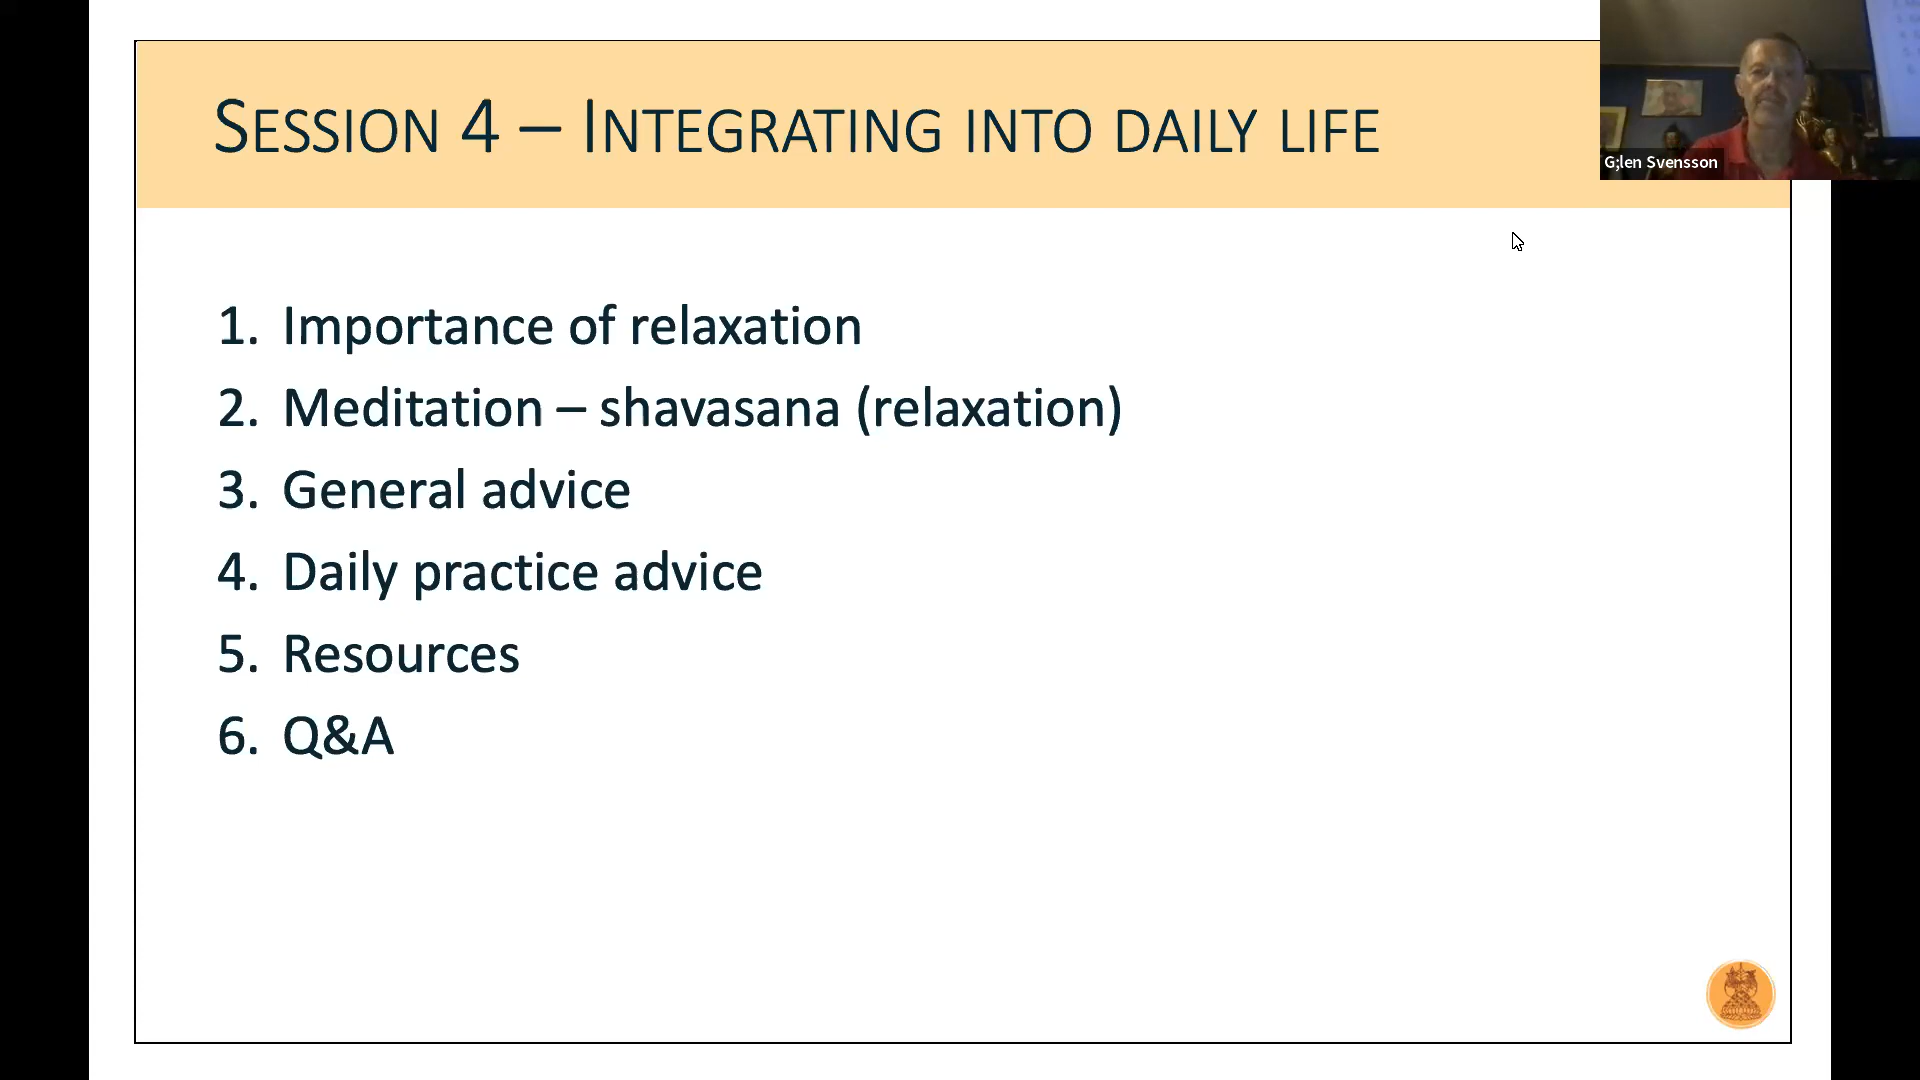 SESSION 4 – INTEGRATING INTO DAILY LIFE
G;len Svensson
1. Importance of relaxation
2. Meditation – shavasana (relaxation)
3. General advice
4. Daily practice advice
5. Resources
6. Q&A